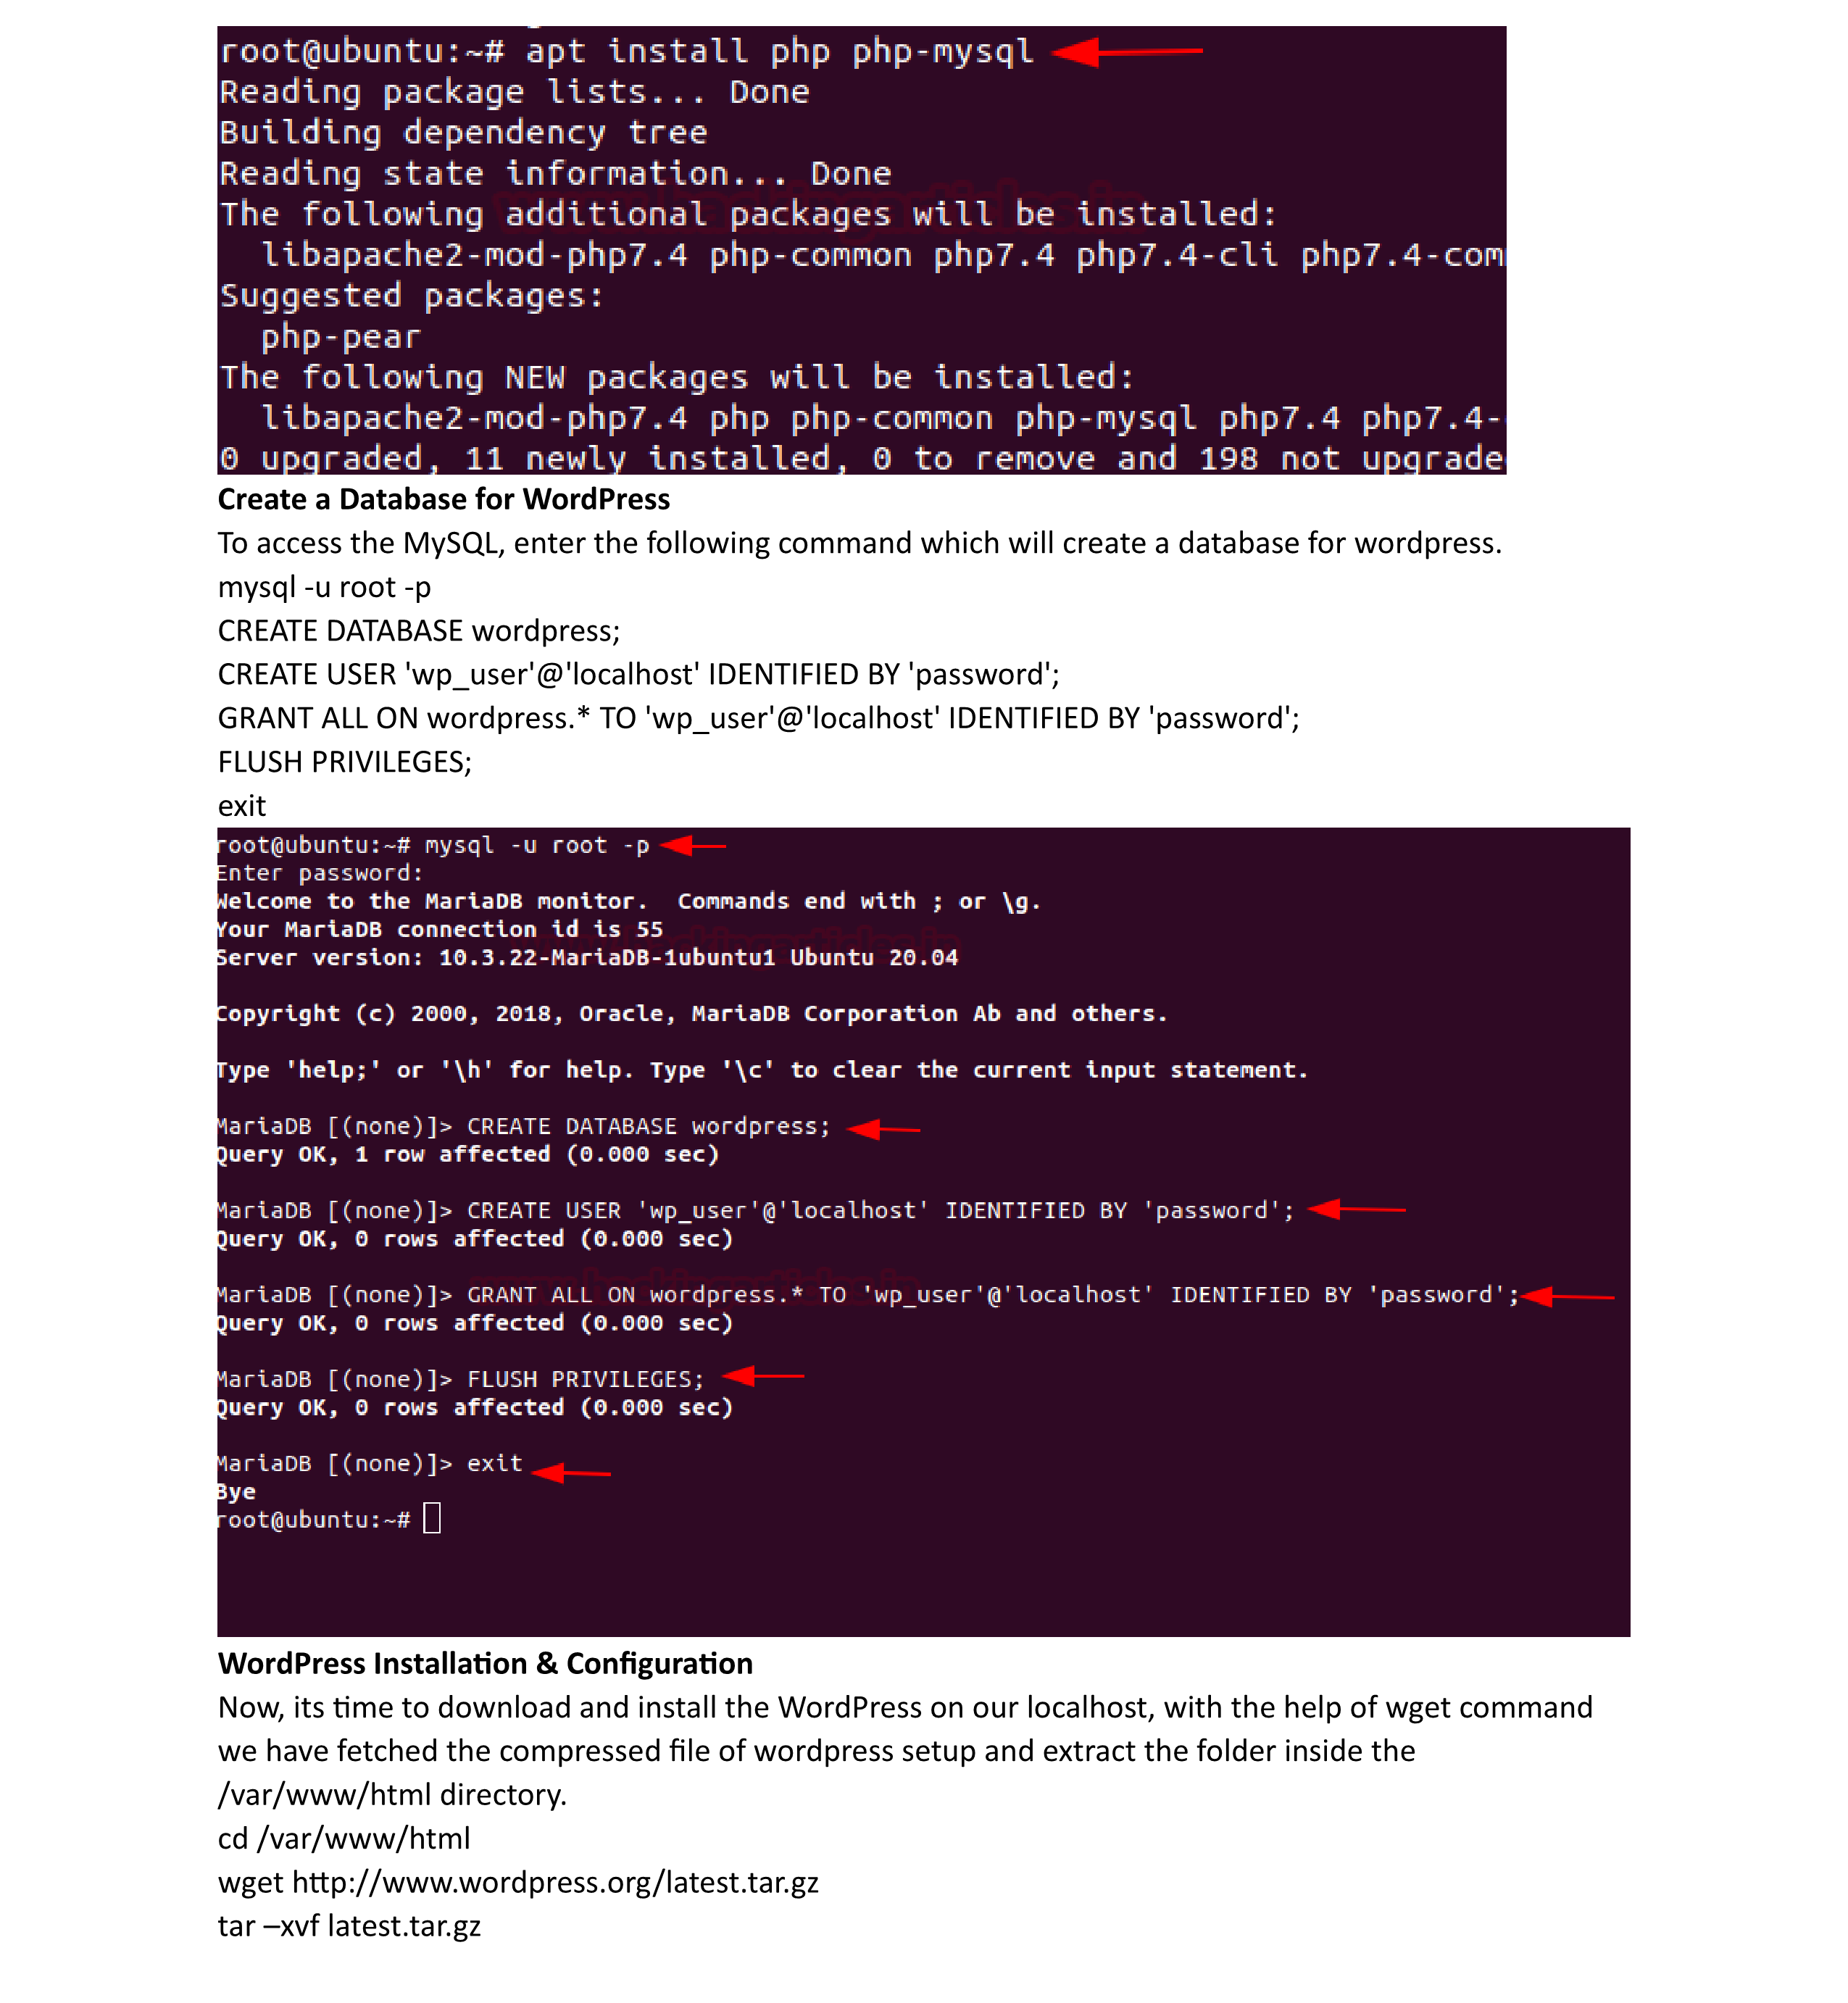 root@ubuntu:~# apt install php php-mysql
Reading package lists... Done
Building dependency tree
Reading state information... Done
The following additional packages will be installed:
  libapache2-mod-php7.4 php-common php7.4 php7.4-cli php7.4-com
Suggested packages:
  php-pear
The following NEW packages will be installed:
  libapache2-mod-php7.4 php php-common php-mysql php7.4 php7.4-
0 upgraded, 11 newly installed, 0 to remove and 198 not upgrade
Create a Database for WordPress
To access the MySQL, enter the following command which will create a database for wordpress.
mysql -u root -p
CREATE DATABASE wordpress;
CREATE USER 'wp_user'@'localhost' IDENTIFIED BY 'password';
GRANT ALL ON wordpress.* TO 'wp_user'@'localhost' IDENTIFIED BY 'password';
FLUSH PRIVILEGES;
exit
root@ubuntu:~# mysql -u root -p
Enter password:
Welcome to the MariaDB monitor.  Commands end with ; or \g.
Your MariaDB connection id is 55
Server version: 10.3.22-MariaDB-1ubuntu1 Ubuntu 20.04
Copyright (c) 2000, 2018, Oracle, MariaDB Corporation Ab and others.
Type 'help;' or '\h' for help. Type '\c' to clear the current input statement.
MariaDB [(none)]> CREATE DATABASE wordpress;
Query OK, 1 row affected (0.000 sec)
MariaDB [(none)]> CREATE USER 'wp_user'@'localhost' IDENTIFIED BY 'password';
Query OK, 0 rows affected (0.000 sec)
MariaDB [(none)]> GRANT ALL ON wordpress.* TO 'wp_user'@'localhost' IDENTIFIED BY 'password';
Query OK, 0 rows affected (0.000 sec)
MariaDB [(none)]> FLUSH PRIVILEGES;
Query OK, 0 rows affected (0.000 sec)
MariaDB [(none)]> exit
Bye
root@ubuntu:~#
WordPress Installation & Configuration
Now, its time to download and install the WordPress on our localhost, with the help of wget command
we have fetched the compressed file of wordpress setup and extract the folder inside the
/var/www/html directory.
cd /var/www/html
wget http://www.wordpress.org/latest.tar.gz
tar –xvf latest.tar.gz